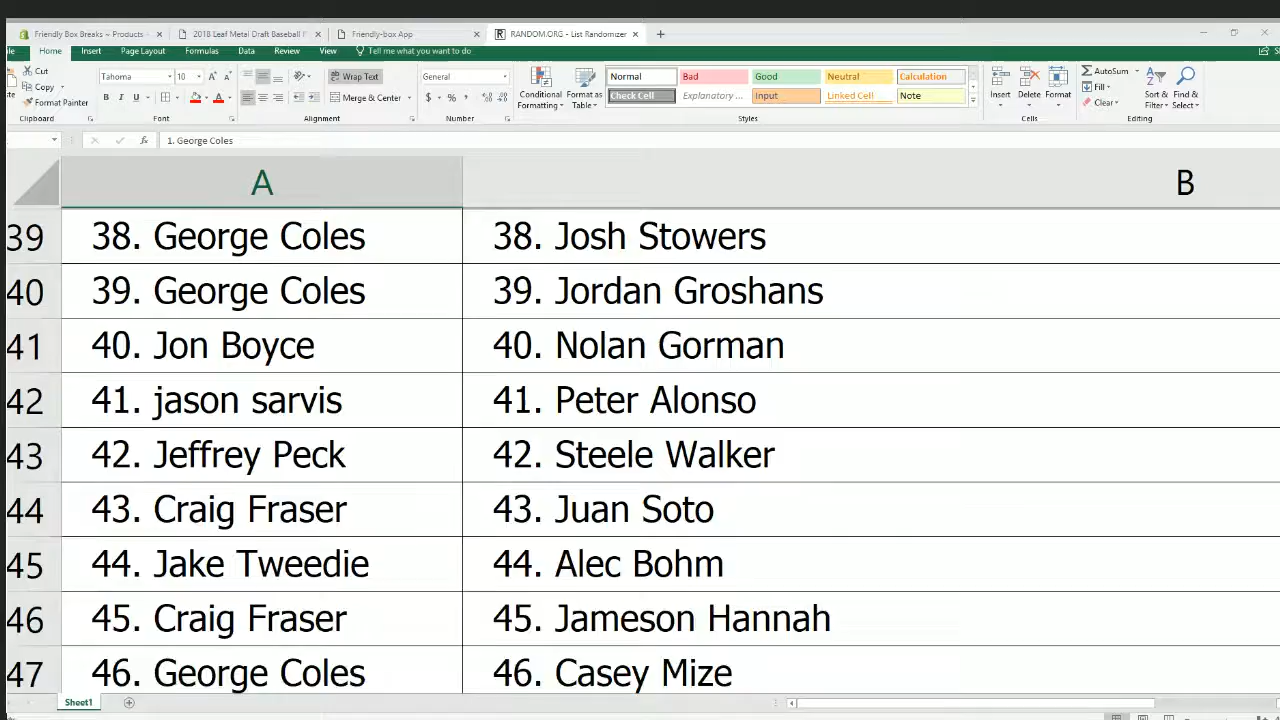 Friendly Box Breaks – Products - × 2018 Leaf Metal Draft Baseball × Friendly-box App × RANDOM.ORG - List Randomizer × +
Home Insert Page Layout Formulas Data Review View Tell me what you want to do
Cut Tahoma 10 Wrap Text General Normal Bad Good Neutral Calculation AutoSum
Copy Conditional Formatting Format as Table Insert Delete Format Fill Sort & Filter Find & Select
Format Painter B I U Merge & Center $ % Check Cell Explanatory ... Input Linked Cell Note Clear
Clipboard Font Alignment Number Styles Cells Editing
fx 1. George Coles
A B
39 38. George Coles 38. Josh Stowers
40 39. George Coles 39. Jordan Groshans
41 40. Jon Boyce 40. Nolan Gorman
42 41. jason sarvis 41. Peter Alonso
43 42. Jeffrey Peck 42. Steele Walker
44 43. Craig Fraser 43. Juan Soto
45 44. Jake Tweedie 44. Alec Bohm
46 45. Craig Fraser 45. Jameson Hannah
47 46. George Coles 46. Casey Mize
Sheet1